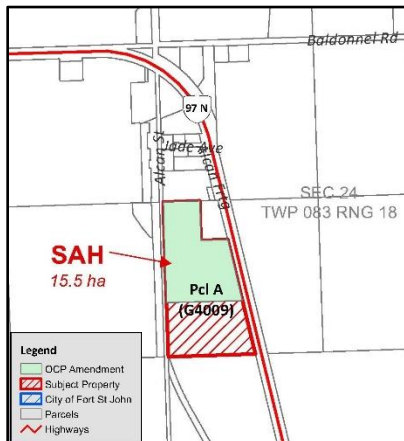 Baldonnel Rd
97 N
Jade Ave
Alcan St
Alcan Frtg
SEC 24
TWP 083 RNG 18
SAH
15.5 ha
Pcl A
(G4009)
Legend
OCP Amendment
Subject Property
City of Fort St John
Parcels
Highways